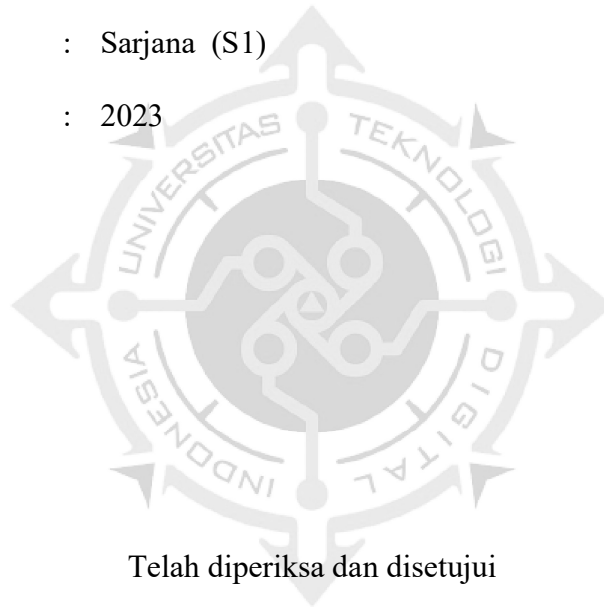 : Sarjana (S1)
: 2023
UNIVERSITAS TEKNOLOGI
DIGITAL INDONESIA
Telah diperiksa dan disetujui